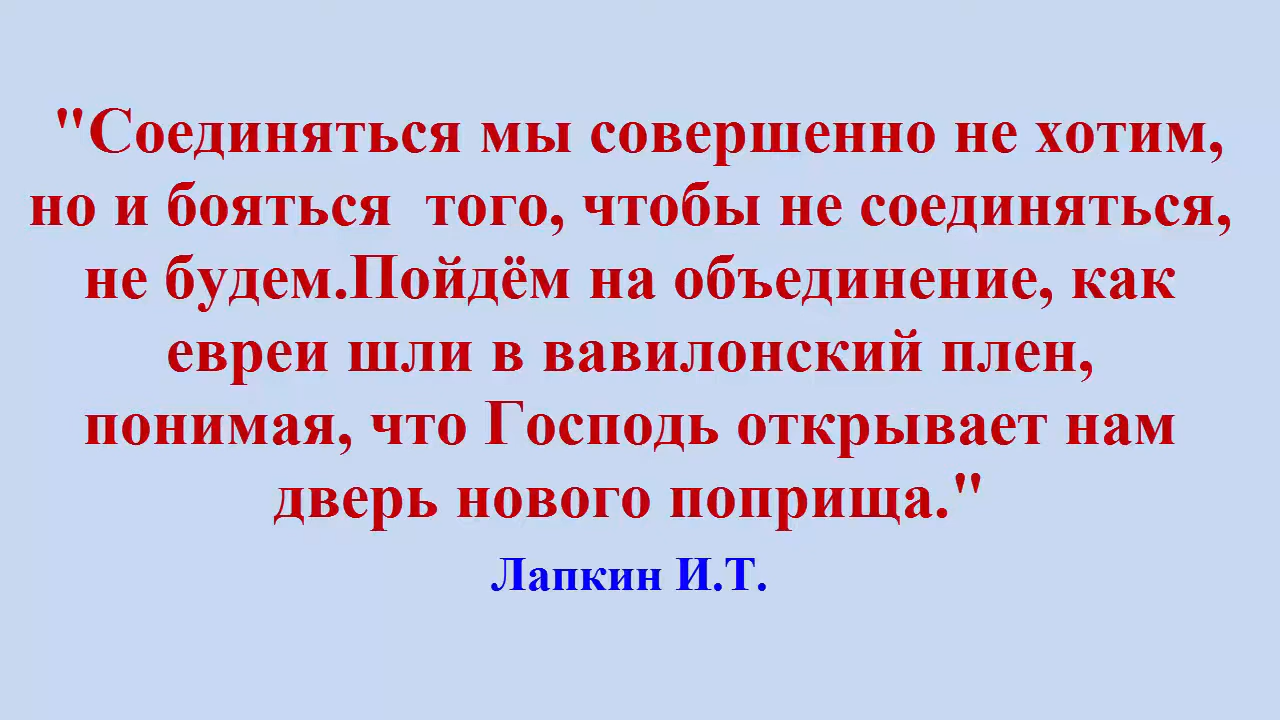 "Соединяться мы совершенно не хотим,
но и бояться  того, чтобы не соединяться,
не будем.Пойдём на объединение, как
евреи шли в вавилонский плен,
понимая, что Господь открывает нам
дверь нового поприща."
Лапкин И.Т.